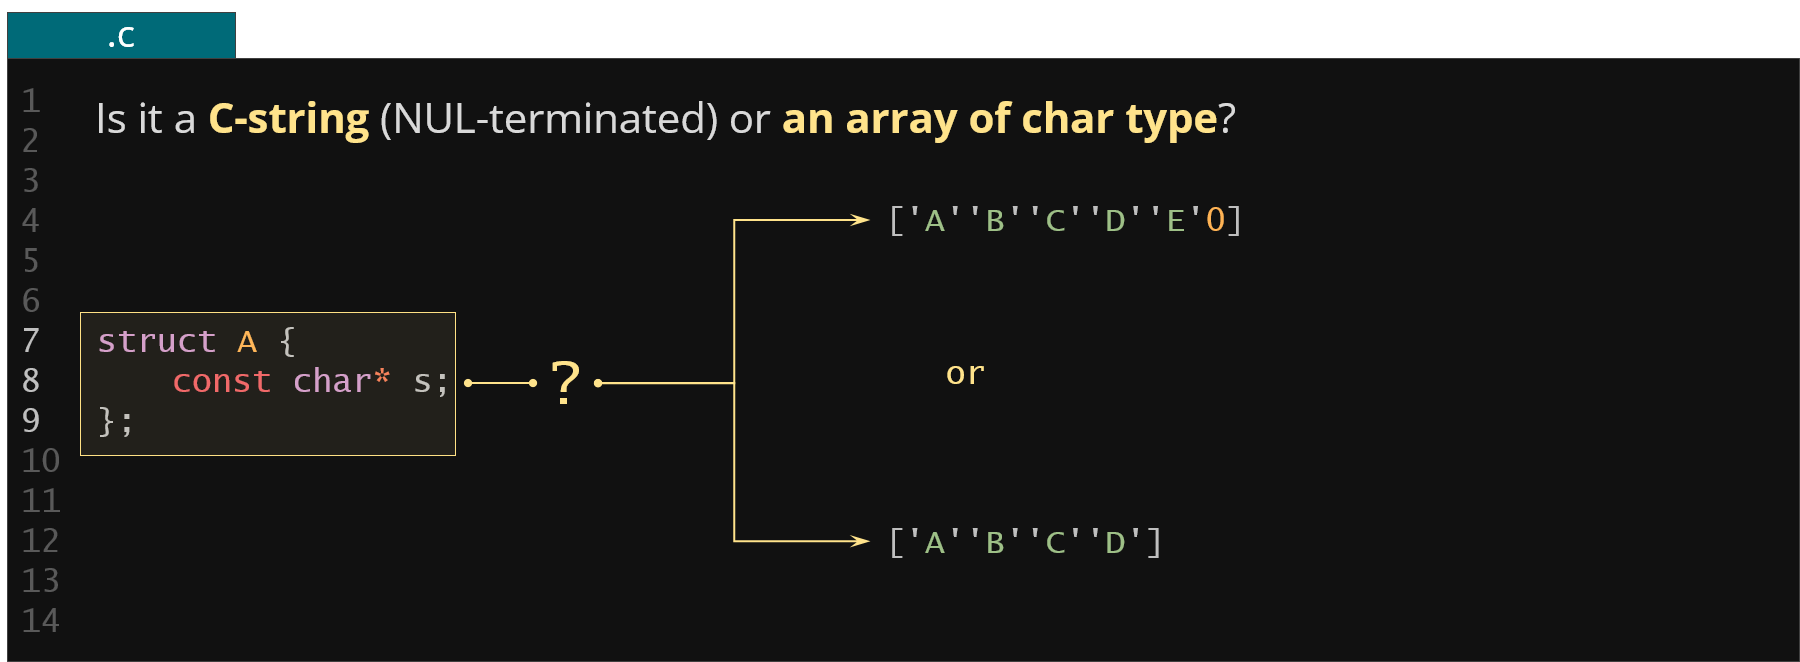 .c
1
Is it a C-string (NUL-terminated) or an array of char type?
2
3
4
['A''B''C''D''E'0]
5
6
7
struct A {
8
const char* s;
?
or
9
};
10
11
12
['A''B''C''D']
13
14